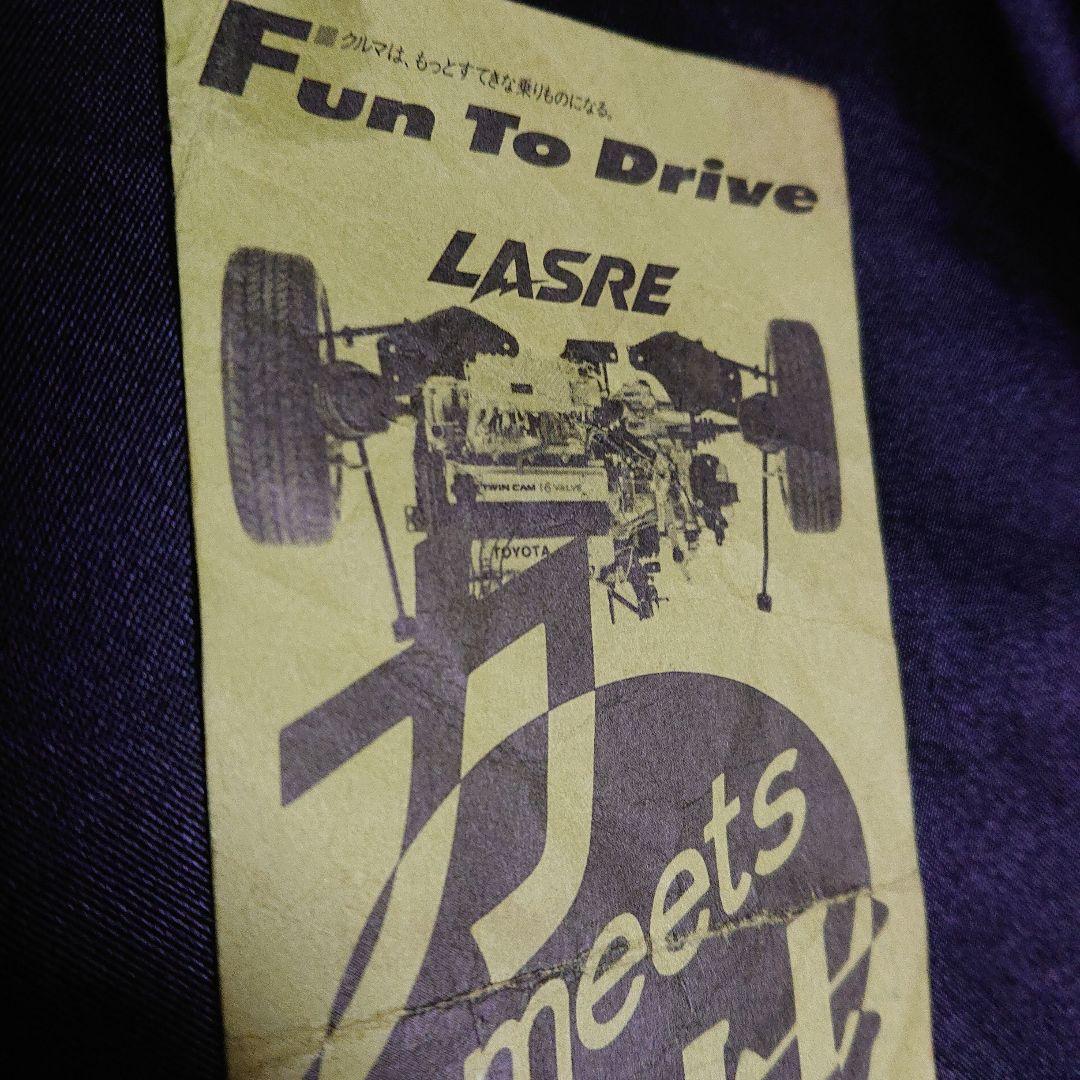 ■クルマは、もっとすてきな乗りものになる。
Fun To Drive
LASRE
TWIN CAM 16 VALVE
TOYOTA
カ
meets